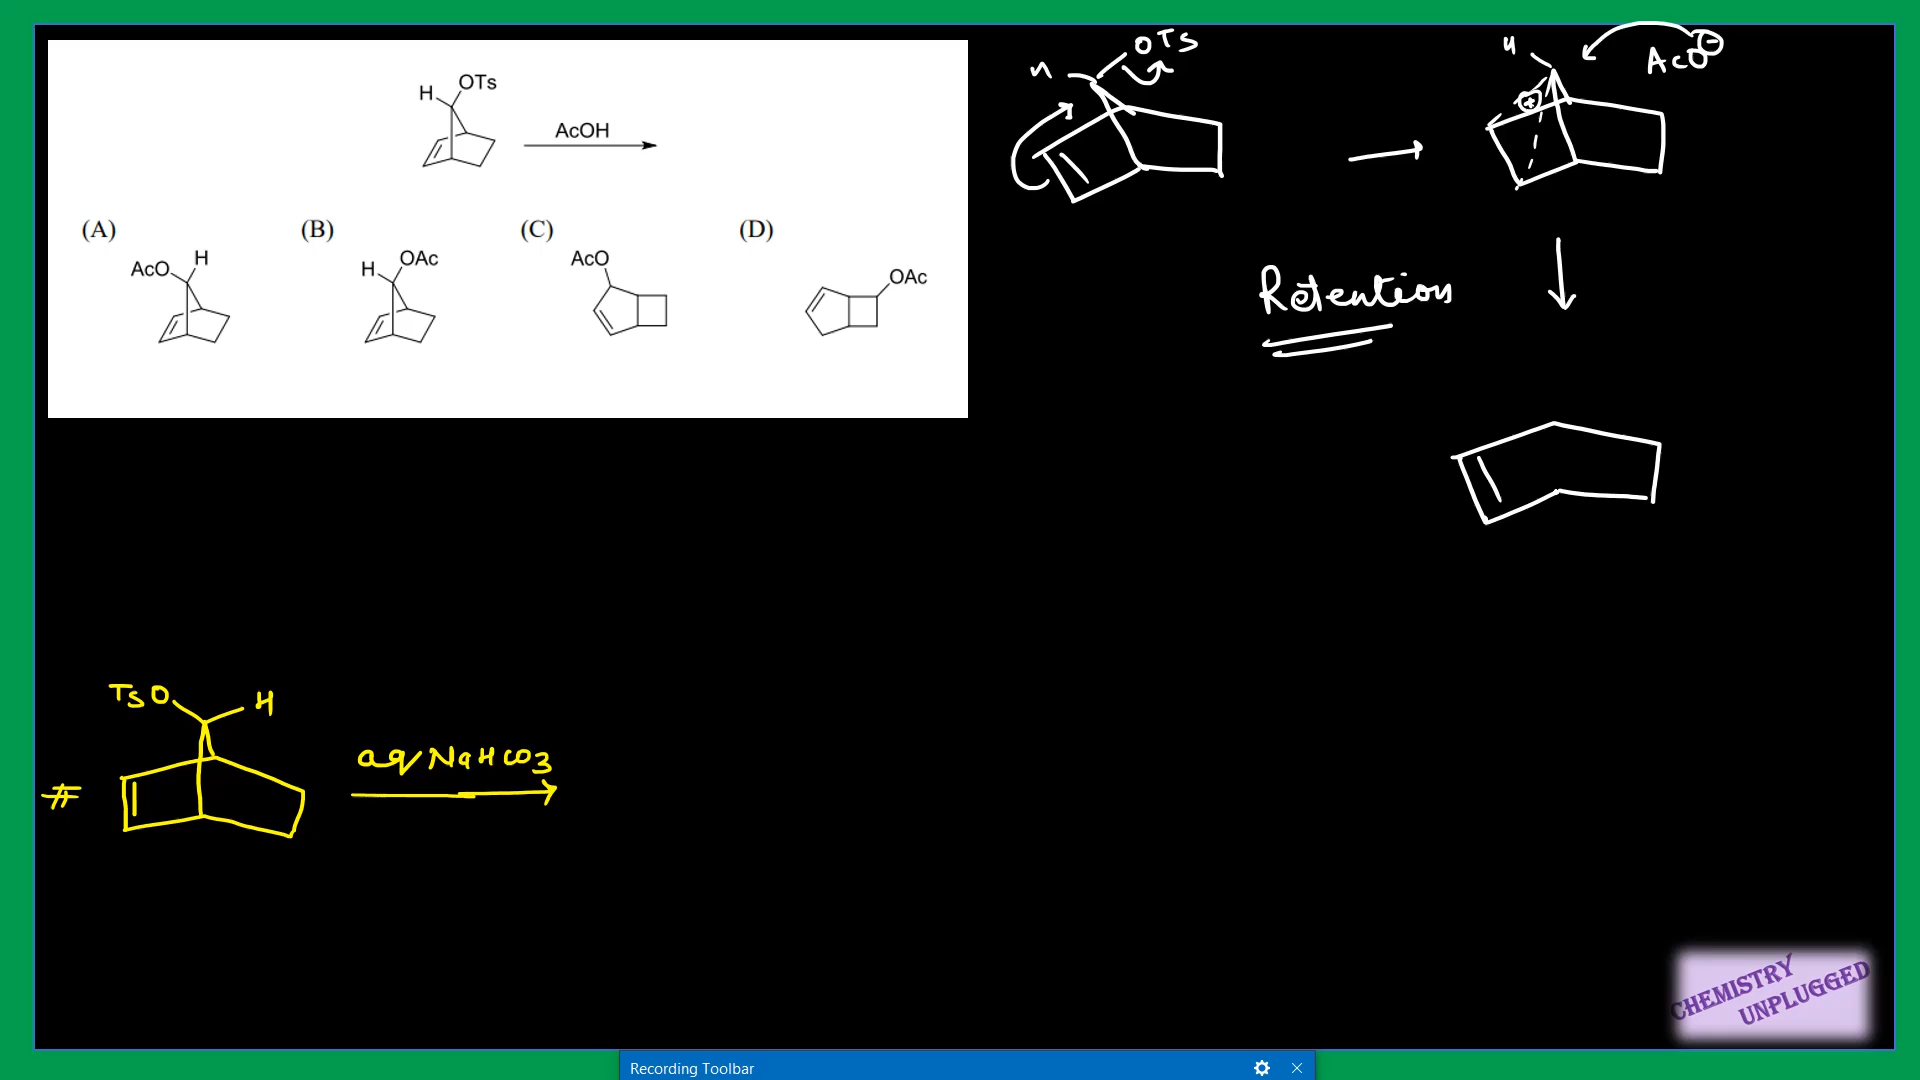 OTs
H
AcOH
(A)
(B)
(C)
(D)
AcO
H
H
OAc
AcO
OAc
OTs
H
H
AcO⊖
⊕
Retention
TsO
H
#
aq NaHCO3
CHEMISTRY
UNPLUGGED
Recording Toolbar